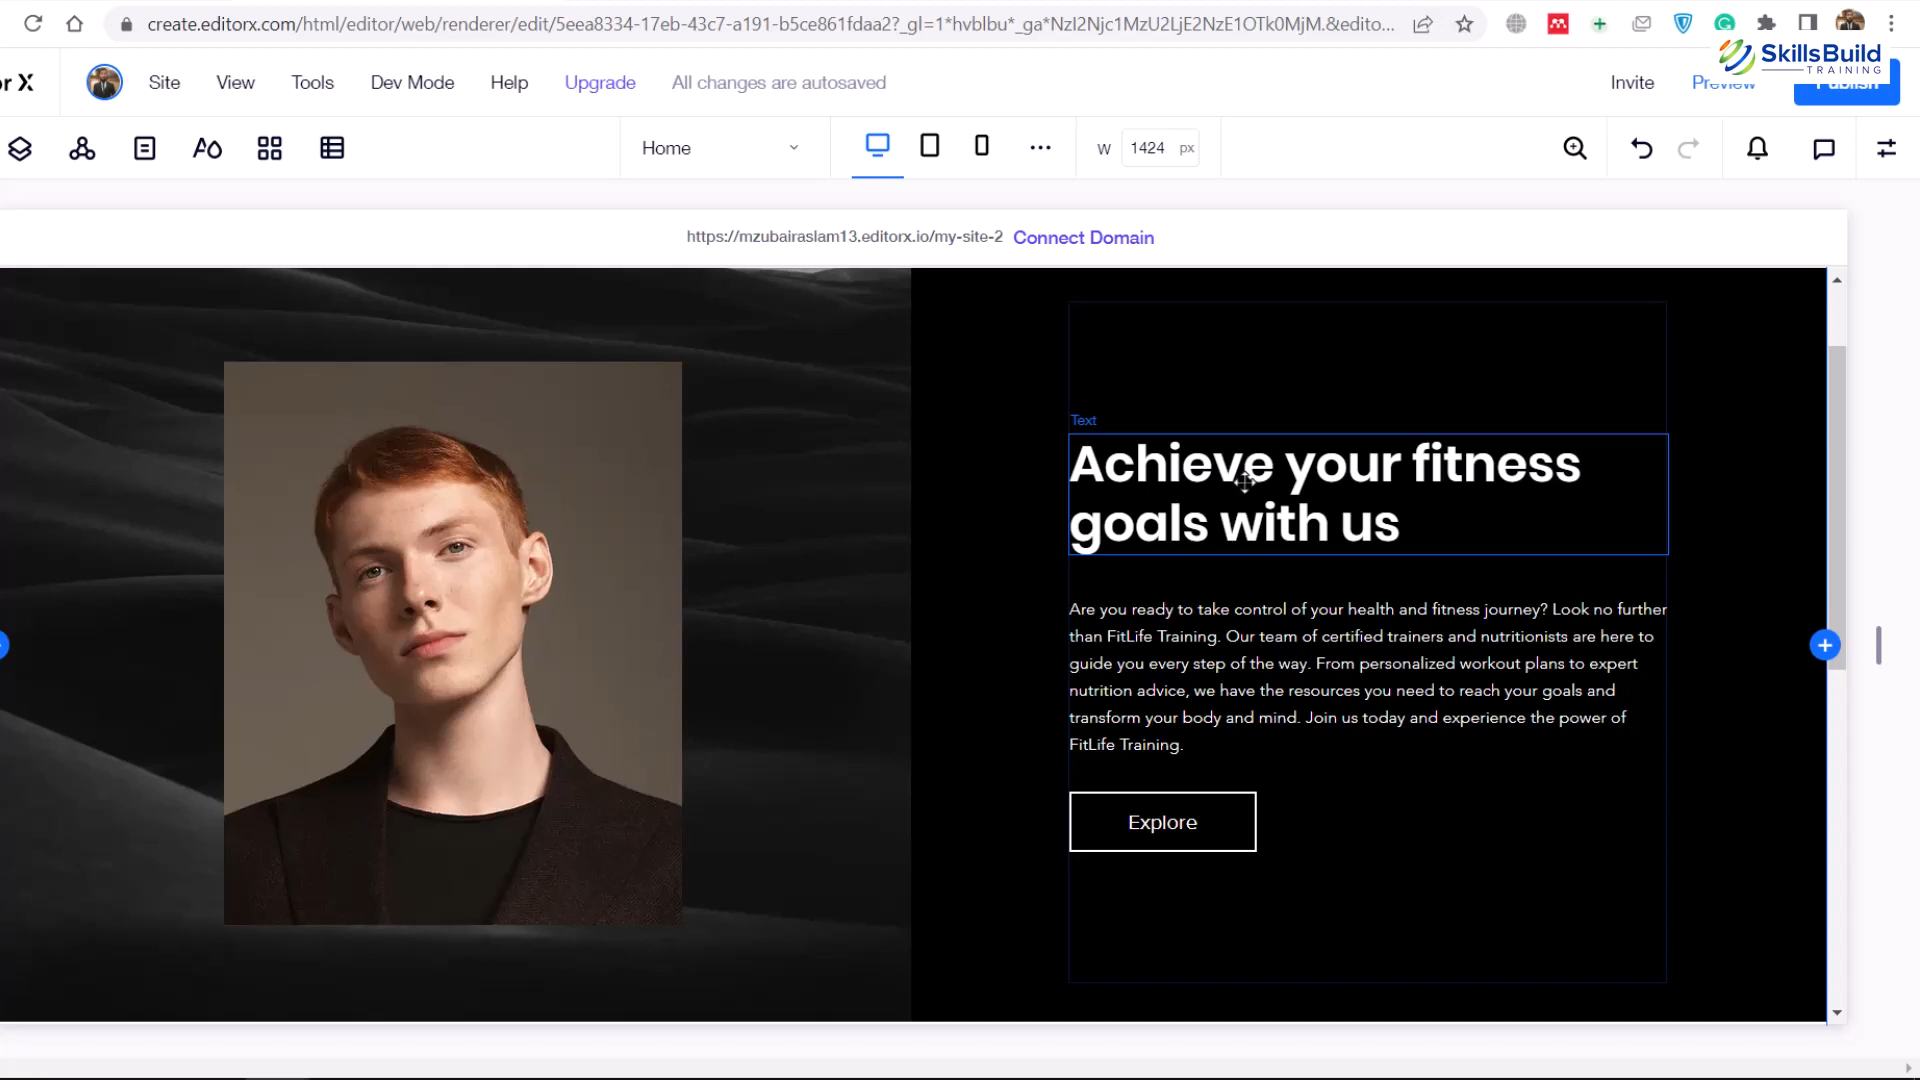 create.editorx.com/html/editor/web/renderer/edit/5eea8334-17eb-43c7-a191-b5ce861fdaa2?_gl=1*hvblbu*_ga*NzI2Njc1MzU2LjE2NzE1OTk0MjM.&edito...
SkillsBuild
TRAINING
or X
Site
View
Tools
Dev Mode
Help
Upgrade
All changes are autosaved
Invite
Preview
Publish
Home
W
1424
px
https://mzubairaslam13.editorx.io/my-site-2
Connect Domain
Text
Achieve your fitness
goals with us
Are you ready to take control of your health and fitness journey? Look no further
than FitLife Training. Our team of certified trainers and nutritionists are here to
guide you every step of the way. From personalized workout plans to expert
nutrition advice, we have the resources you need to reach your goals and
transform your body and mind. Join us today and experience the power of
FitLife Training.
Explore